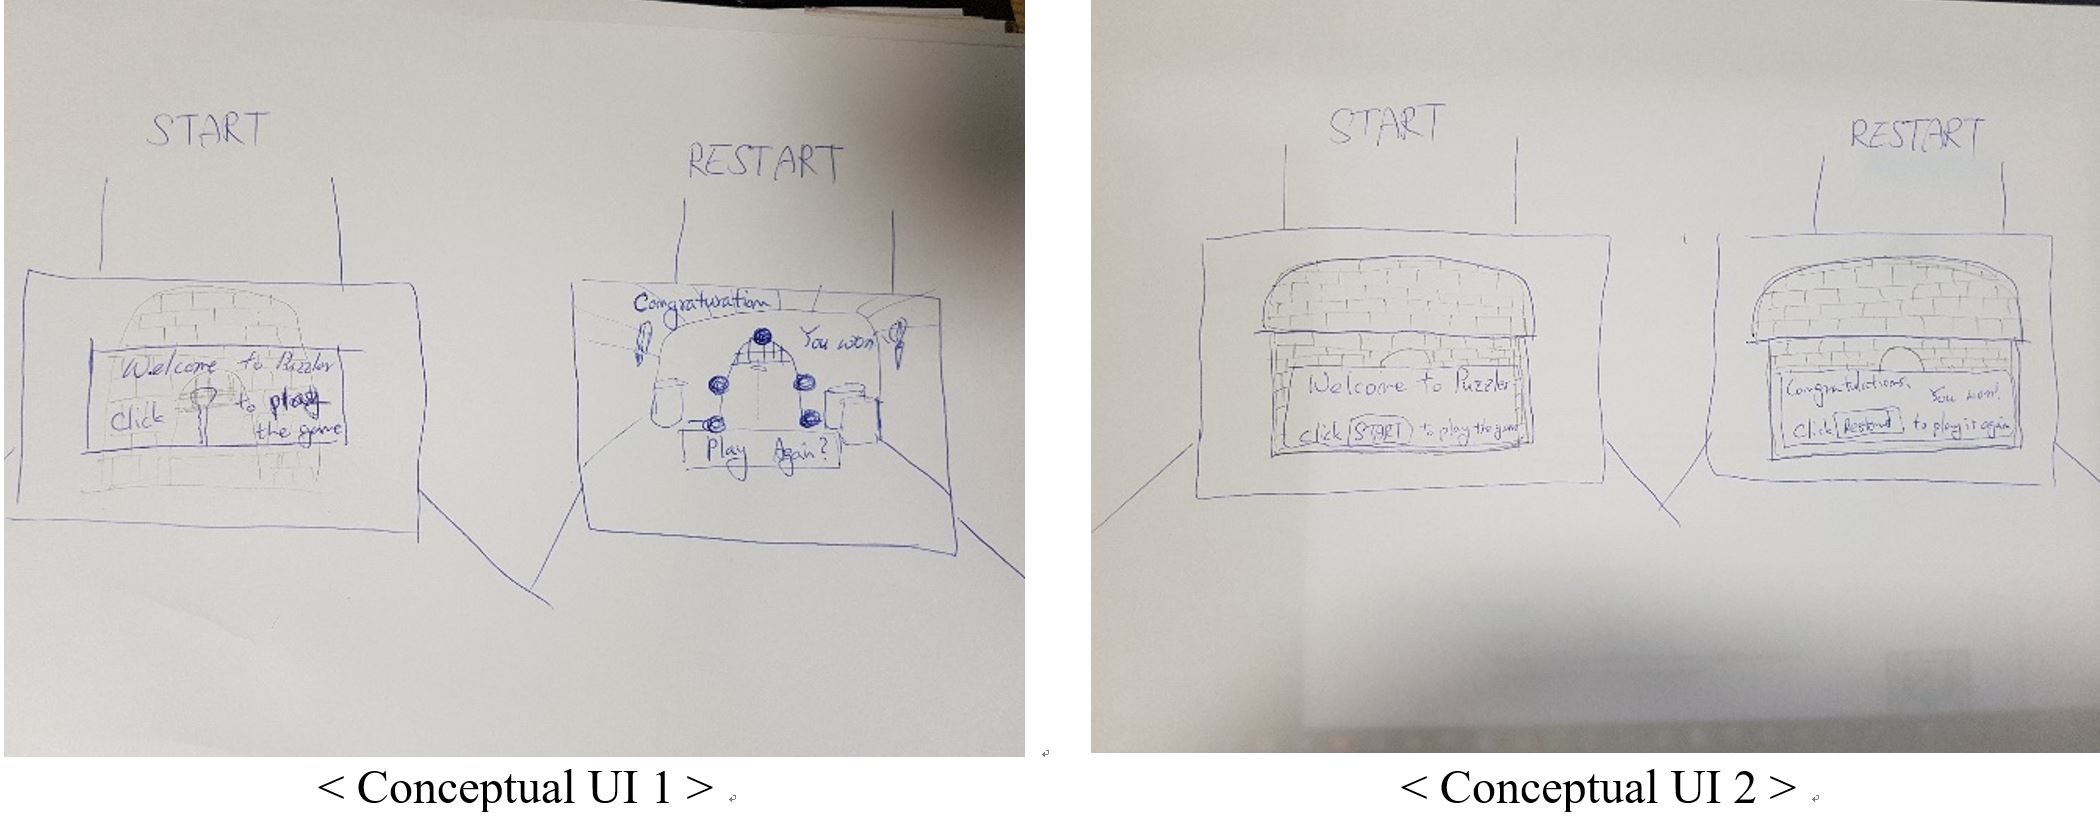 START
RESTART
Welcome to Puzzler
Click to play
the game
Congraturation!
You won
Play Again?
START
RESTART
Welcome to Puzzler
click START to play the game
Congratulations.
You won!
Click Restart to play it again
< Conceptual UI 1 >
< Conceptual UI 2 >